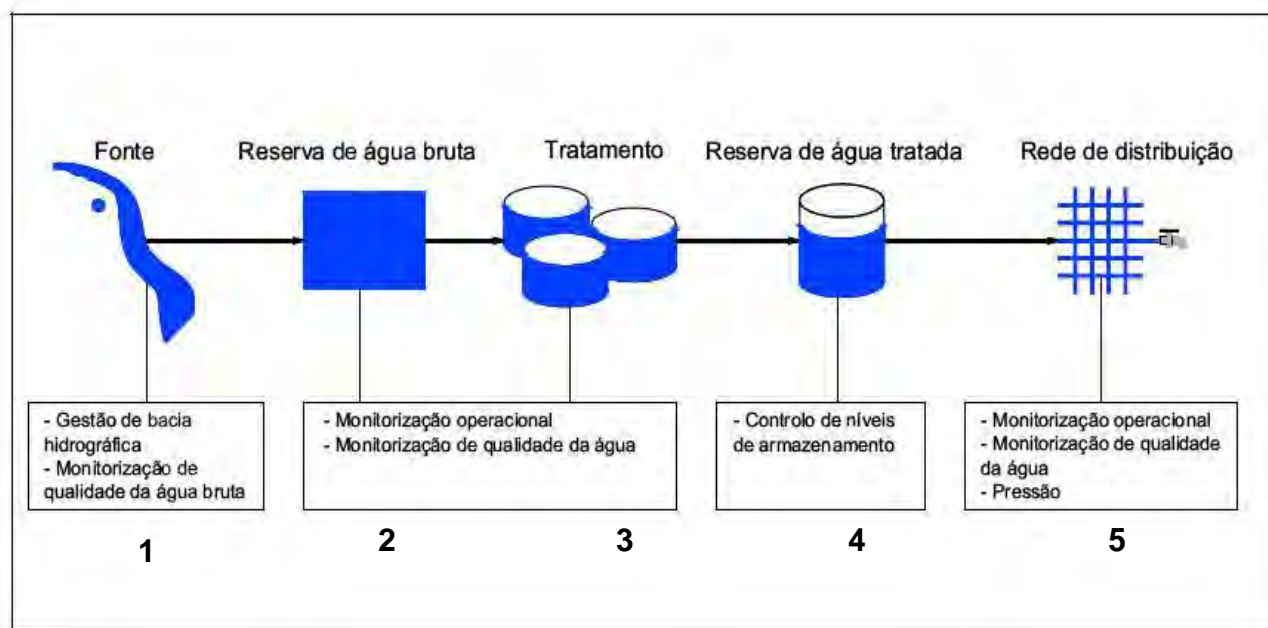 Fonte
Reserva de água bruta
Tratamento
Reserva de água tratada
Rede de distribuição
- Gestão de bacia
hidrográfica
- Monitorização de
qualidade da água bruta
- Monitorização operacional
- Monitorização de qualidade da água
- Controlo de níveis
de armazenamento
- Monitorização operacional
- Monitorização de qualidade
da água
- Pressão
1
2
3
4
5